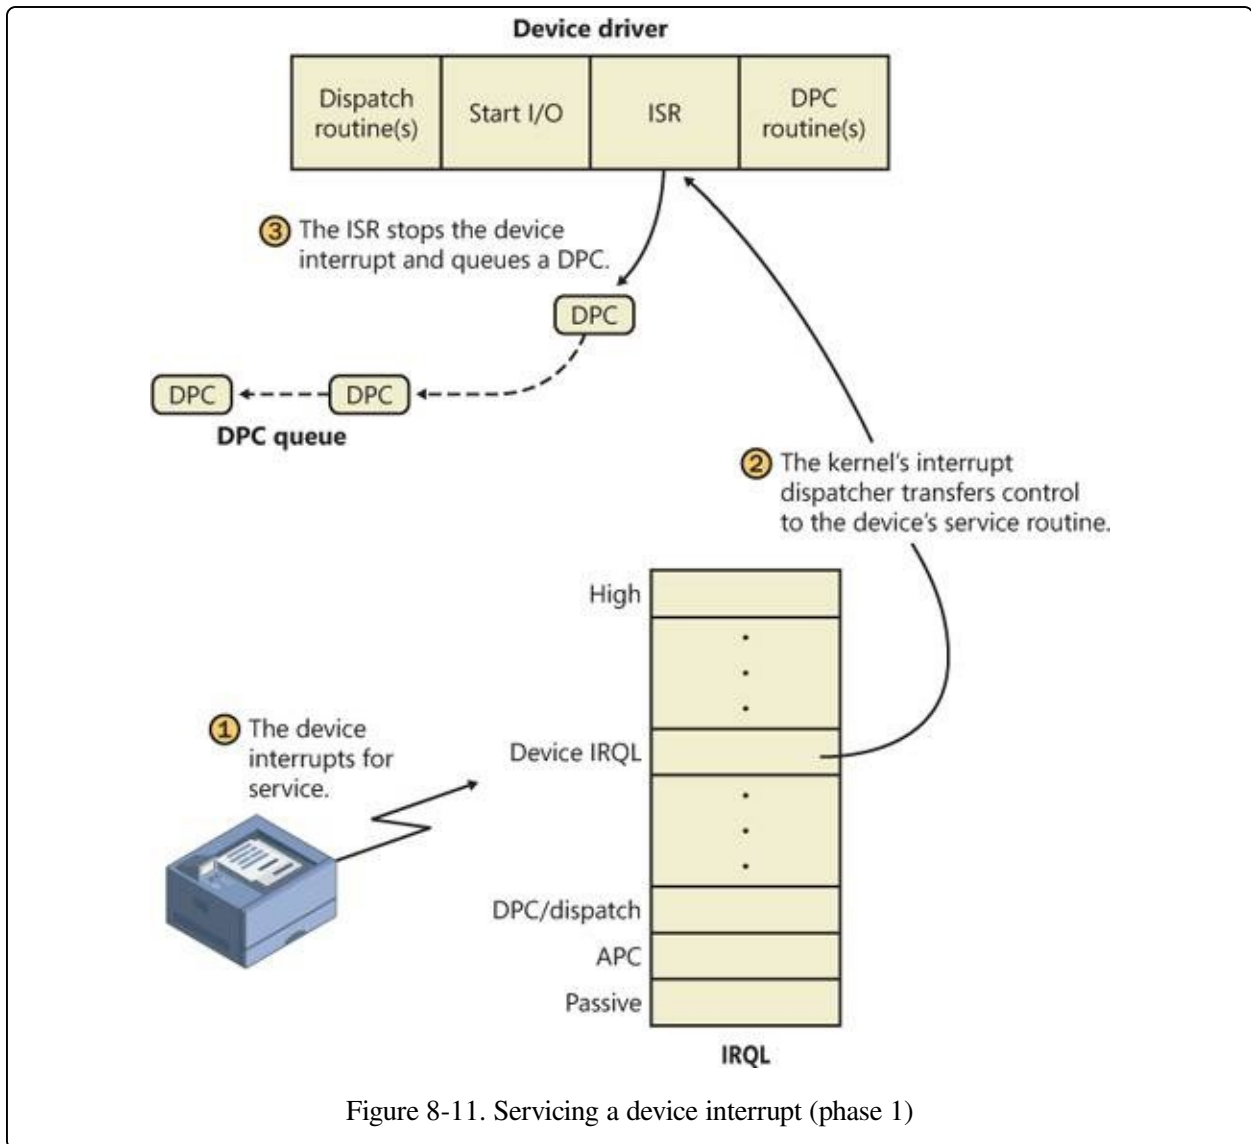 Device driver
Dispatch
routine(s)
Start I/O
ISR
DPC
routine(s)
3 The ISR stops the device
interrupt and queues a DPC.
DPC
DPC
DPC
DPC queue
2 The kernel's interrupt
dispatcher transfers control
to the device's service routine.
High
1 The device
interrupts for
service.
Device IRQL
DPC/dispatch
APC
Passive
IRQL
Figure 8-11. Servicing a device interrupt (phase 1)